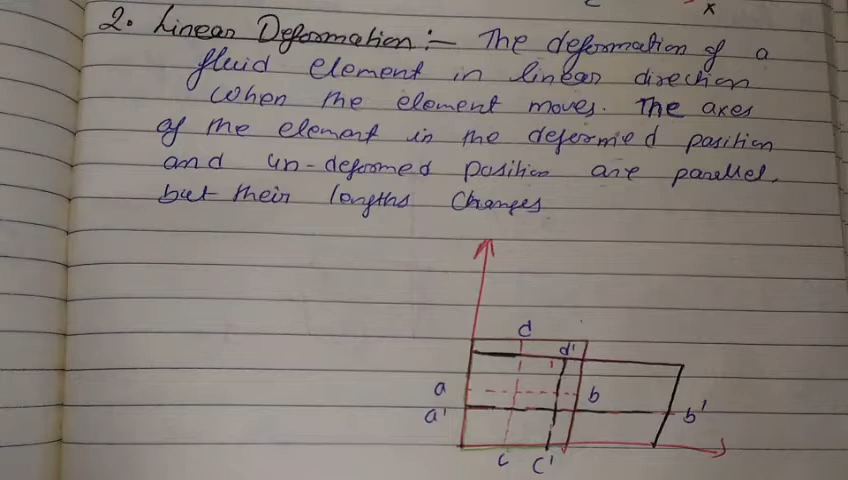 x
2. Linear Deformation :- The deformation of a
fluid element in linear direction
when the element moves. The axes
of the element in the deformed position
and un-deformed position are parallel,
but their lengths changes
d
d'
a
b
a'
b'
c
c'